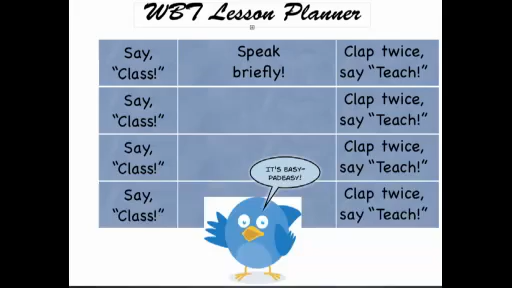 WBT Lesson Planner
Say, Speak Clap twice,
"Class!" briefly! say "Teach!"
Say, Clap twice,
"Class!" say "Teach!"
Say, Clap twice,
"Class!" say "Teach!"
IT'S EASY-
PADEASY!
Say, Clap twice,
"Class!" say "Teach!"